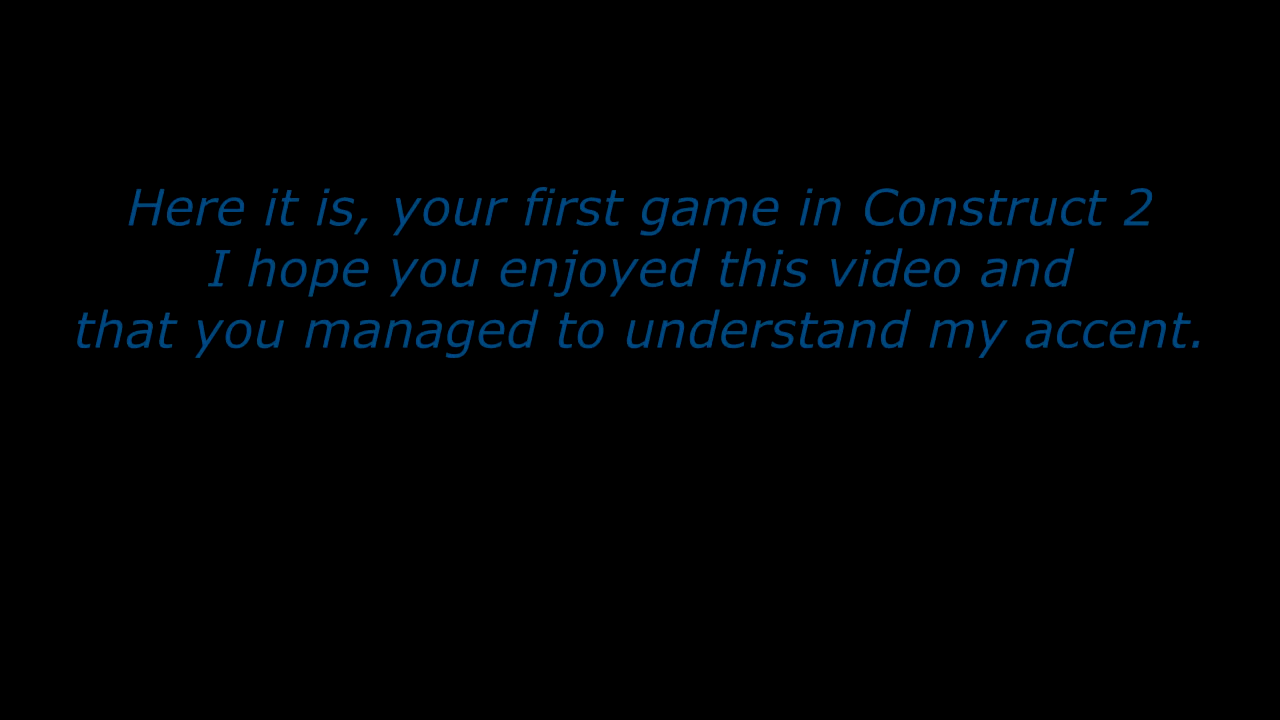 Here it is, your first game in Construct 2
I hope you enjoyed this video and
that you managed to understand my accent.